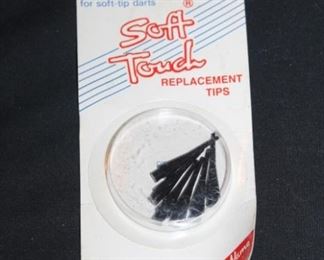 for soft-tip darts
®
Soft
Touch
REPLACEMENT
TIPS